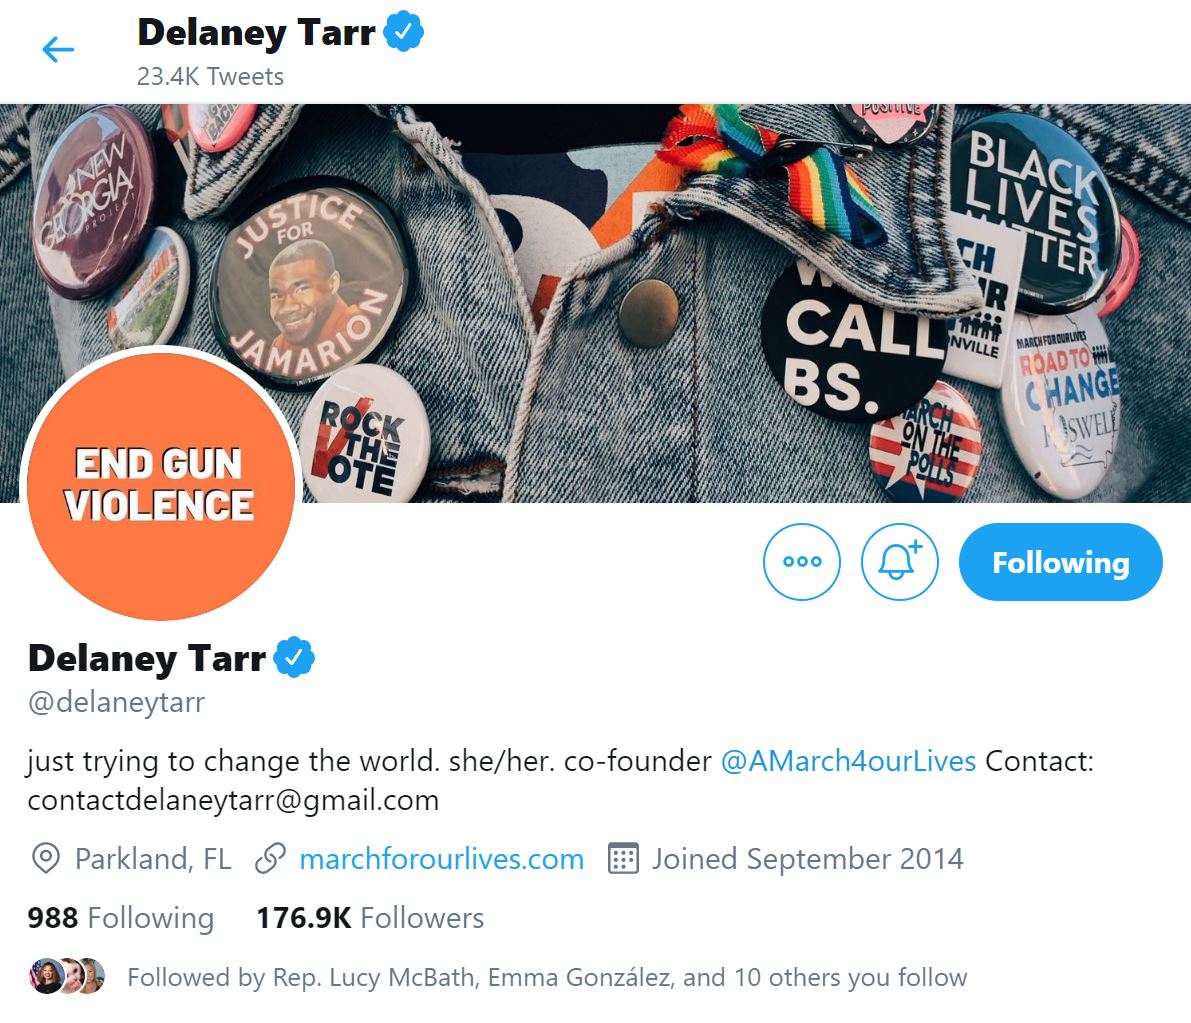 Delaney Tarr
23.4K Tweets
NEW
GEORGIA
PROJECT
JUSTICE
FOR
JAMARION
ROCK
THE
VOTE
POSITIVE
BLACK
LIVES
MATTER
WE
CALL
BS.
NVILLE
MARCH FOR OUR LIVES
ROAD TO
CHANGE
ROSWELL
MARCH
ON THE
POLLS
END GUN
VIOLENCE
Following
Delaney Tarr
@delaneytarr
just trying to change the world. she/her. co-founder @AMarch4ourLives Contact:
contactdelaneytarr@gmail.com
Parkland, FL marchforourlives.com Joined September 2014
988 Following 176.9K Followers
Followed by Rep. Lucy McBath, Emma González, and 10 others you follow